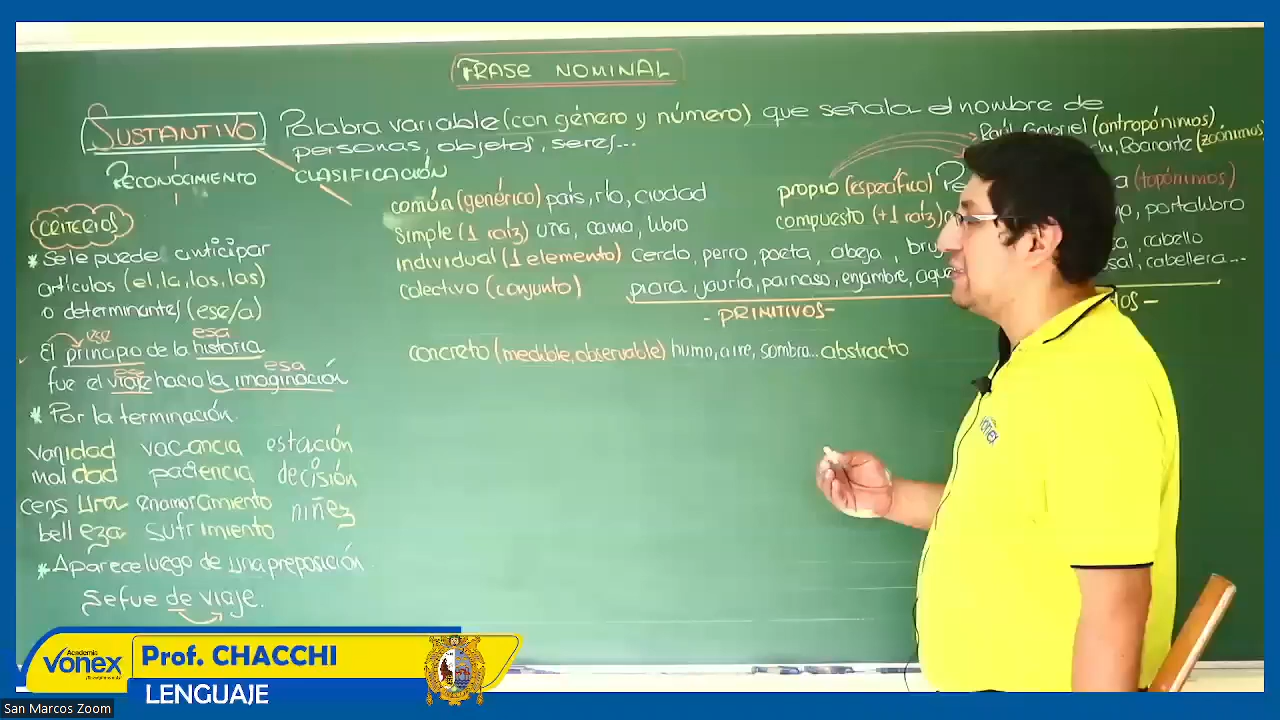 FRASE NOMINAL
SUSTANTIVO
Palabra variable (con género y número) que señala el nombre de
personas, objetos, seres...
RECONOCIMIENTO
CLASIFICACIÓN
CRITERIOS
* Se le puede anticipar
artículos (el, la, los, las)
o determinantes (ese/a)
ese esa
El principio de la historia
ese esa
fue el viaje hacia la imaginación
* Por la terminación.
vanidad vacancia estación
maldad paciencia decisión
censura enamoramiento niñez
belleza sufrimiento
* Aparece luego de una preposición
Se fue de viaje.
común (genérico) país, río, ciudad
simple (1 raíz) uña, cama, libro
individual (1 elemento) Cerdo, perro, poeta, abeja,
colectivo (conjunto) piara, jauría, parnaso, enjambre,
- PRIMITIVOS -
concreto (medible, observable) humo, aire, sombra... abstracto
Raúl, Gabriel (antropónimos)
(zoónimos)
propio (específico)
(topónimos)
compuesto (+1 raíz)
portalibro
cabello
cabellera...
Academia
vonex
Prof. CHACCHI
LENGUAJE
San Marcos Zoom
vonex